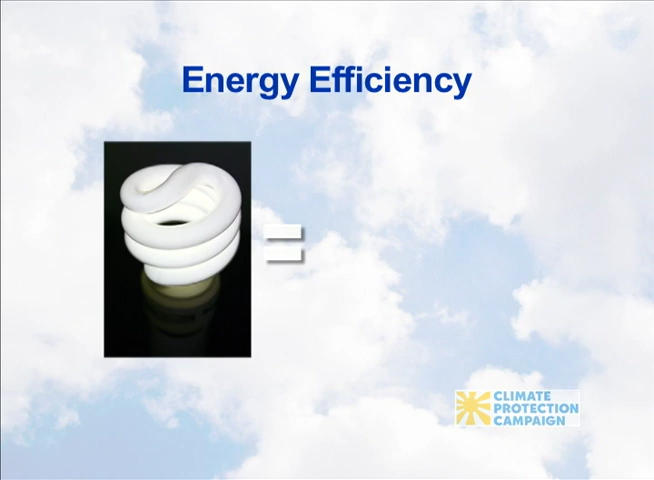 Energy Efficiency
=
CLIMATE
PROTECTION
CAMPAIGN